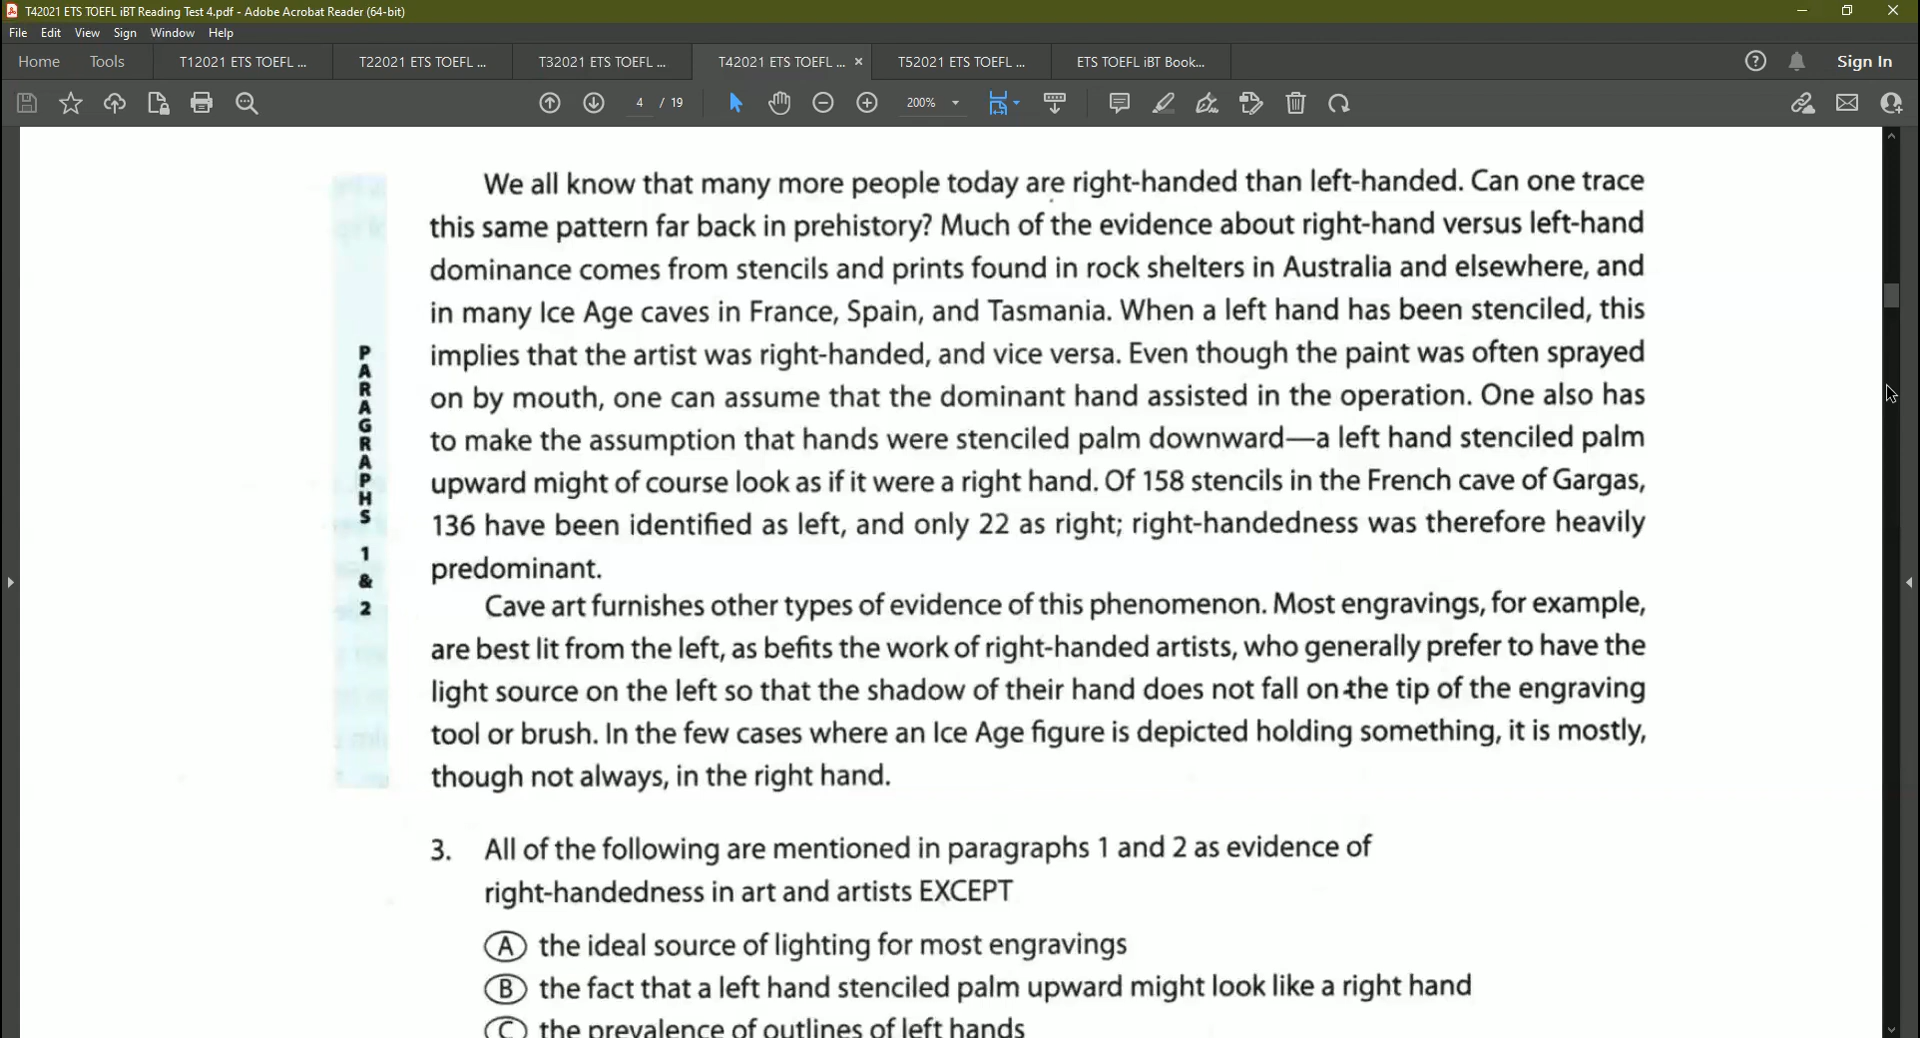 T42021 ETS TOEFL iBT Reading Test 4.pdf - Adobe Acrobat Reader (64-bit)
File Edit View Sign Window Help
Home Tools T12021 ETS TOEFL ... T22021 ETS TOEFL ... T32021 ETS TOEFL ... T42021 ETS TOEFL ... × T52021 ETS TOEFL ... ETS TOEFL iBT Book... Sign In
4 / 19 200%
We all know that many more people today are right-handed than left-handed. Can one trace
this same pattern far back in prehistory? Much of the evidence about right-hand versus left-hand
dominance comes from stencils and prints found in rock shelters in Australia and elsewhere, and
in many Ice Age caves in France, Spain, and Tasmania. When a left hand has been stenciled, this
implies that the artist was right-handed, and vice versa. Even though the paint was often sprayed
on by mouth, one can assume that the dominant hand assisted in the operation. One also has
to make the assumption that hands were stenciled palm downward—a left hand stenciled palm
upward might of course look as if it were a right hand. Of 158 stencils in the French cave of Gargas,
136 have been identified as left, and only 22 as right; right-handedness was therefore heavily
predominant.
Cave art furnishes other types of evidence of this phenomenon. Most engravings, for example,
are best lit from the left, as befits the work of right-handed artists, who generally prefer to have the
light source on the left so that the shadow of their hand does not fall on the tip of the engraving
tool or brush. In the few cases where an Ice Age figure is depicted holding something, it is mostly,
though not always, in the right hand.
PARAGRAPHS 1 & 2
3. All of the following are mentioned in paragraphs 1 and 2 as evidence of
right-handedness in art and artists EXCEPT
A the ideal source of lighting for most engravings
B the fact that a left hand stenciled palm upward might look like a right hand
C the prevalence of outlines of left hands